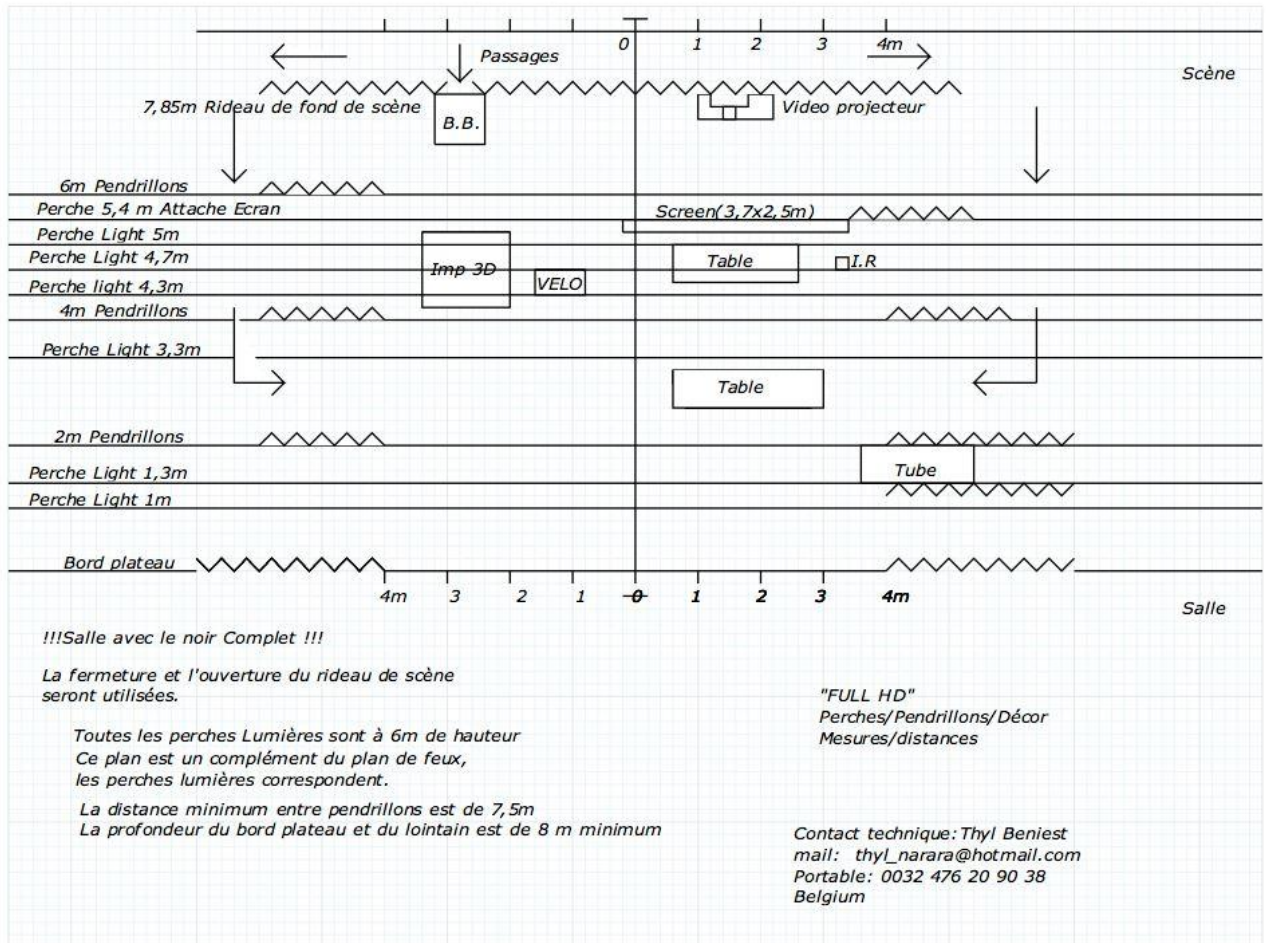 0 1 2 3 4m
Passages
Scène
7,85m Rideau de fond de scène
B.B.
Video projecteur
6m Pendrillons
Perche 5,4 m Attache Ecran
Screen(3,7x2,5m)
Perche Light 5m
Perche Light 4,7m
Imp 3D
Table
I.R
Perche light 4,3m
VELO
4m Pendrillons
Perche Light 3,3m
Table
2m Pendrillons
Perche Light 1,3m
Tube
Perche Light 1m
Bord plateau
4m 3 2 1 0 1 2 3 4m
Salle
!!!Salle avec le noir Complet !!!
La fermeture et l'ouverture du rideau de scène
seront utilisées.
Toutes les perches Lumières sont à 6m de hauteur
Ce plan est un complément du plan de feux,
les perches lumières correspondent.
La distance minimum entre pendrillons est de 7,5m
La profondeur du bord plateau et du lointain est de 8 m minimum
"FULL HD"
Perches/Pendrillons/Décor
Mesures/distances
Contact technique: Thyl Beniest
mail: thyl_narara@hotmail.com
Portable: 0032 476 20 90 38
Belgium